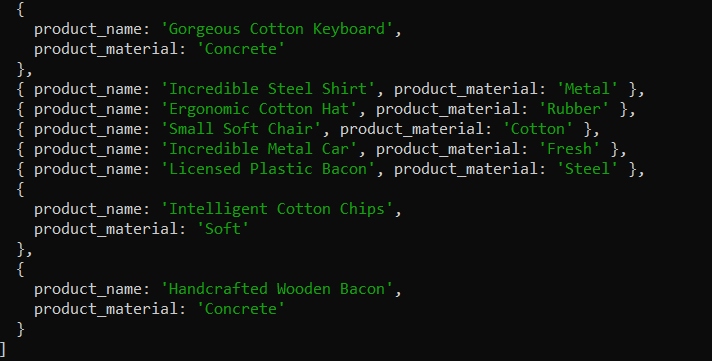 {
product_name: 'Gorgeous Cotton Keyboard',
product_material: 'Concrete'
},
{ product_name: 'Incredible Steel Shirt', product_material: 'Metal' },
{ product_name: 'Ergonomic Cotton Hat', product_material: 'Rubber' },
{ product_name: 'Small Soft Chair', product_material: 'Cotton' },
{ product_name: 'Incredible Metal Car', product_material: 'Fresh' },
{ product_name: 'Licensed Plastic Bacon', product_material: 'Steel' },
{
product_name: 'Intelligent Cotton Chips',
product_material: 'Soft'
},
{
product_name: 'Handcrafted Wooden Bacon',
product_material: 'Concrete'
}
]